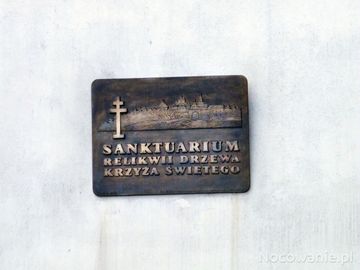 SANKTUARIUM
RELIKWII DRZEWA
KRZYŻA ŚWIĘTEGO
Nocowanie.pl